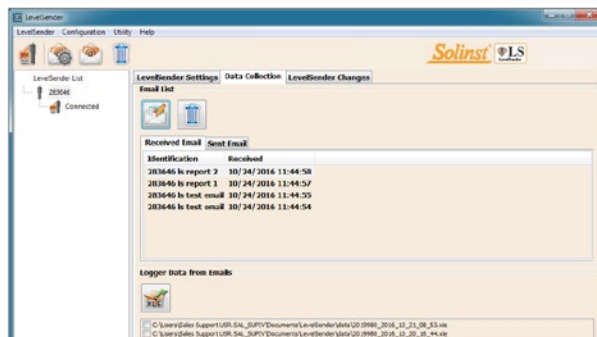 LevelSender
LevelSender Configuration Utility Help
Solinst LS
LevelSender List
283646
Connected
LevelSender Settings Data Collection LevelSender Changes
Email List
Received Email Sent Email
Identification Received
283646 ls report 2 10/24/2016 11:44:58
283646 ls report 1 10/24/2016 11:44:57
283646 ls test email 10/24/2016 11:44:55
283646 ls test email 10/24/2016 11:44:54
Logger Data from Emails
XLE